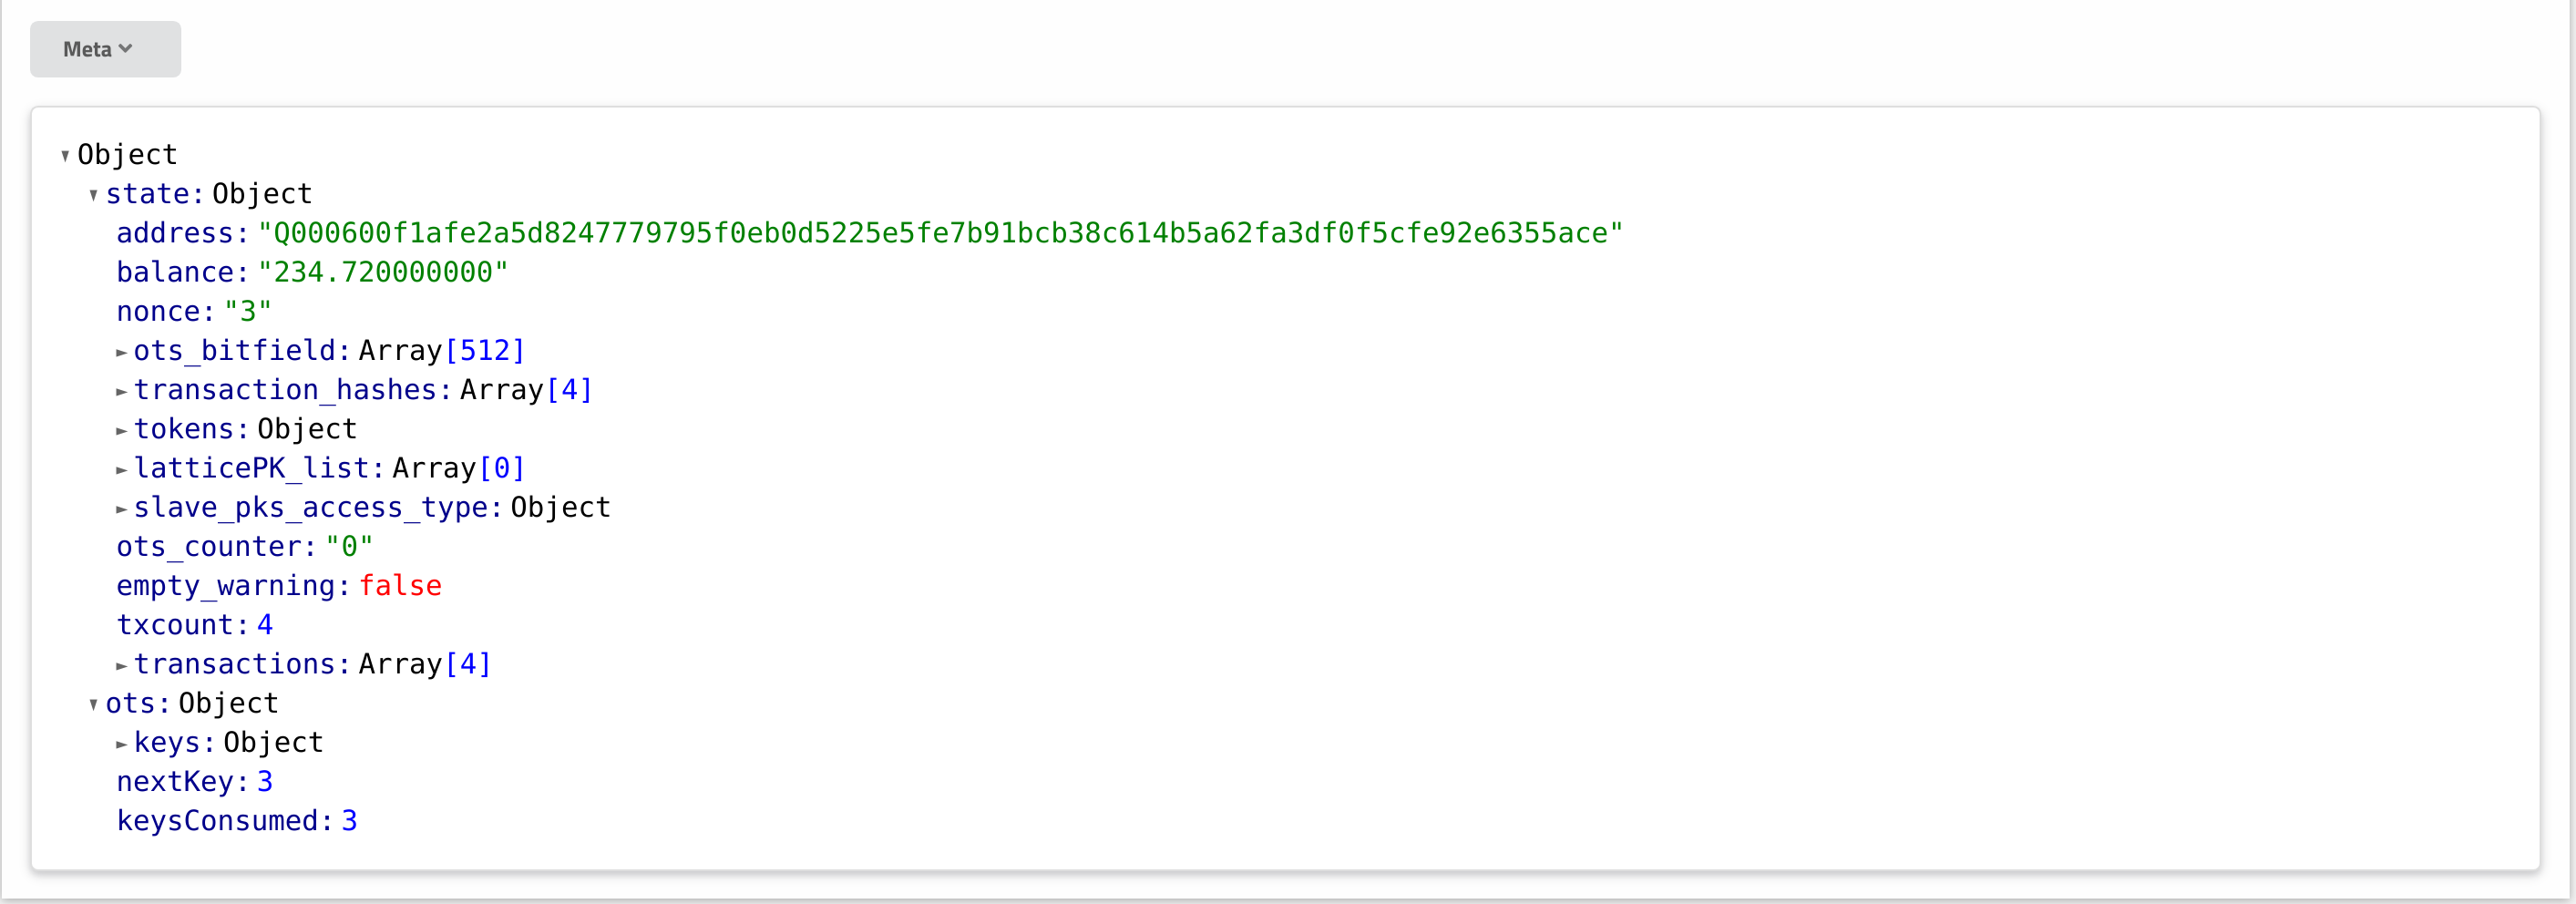 Meta
Object
state: Object
address: "Q000600f1afe2a5d8247779795f0eb0d5225e5fe7b91bcb38c614b5a62fa3df0f5cfe92e6355ace"
balance: "234.720000000"
nonce: "3"
ots_bitfield: Array[512]
transaction_hashes: Array[4]
tokens: Object
latticePK_list: Array[0]
slave_pks_access_type: Object
ots_counter: "0"
empty_warning: false
txcount: 4
transactions: Array[4]
ots: Object
keys: Object
nextKey: 3
keysConsumed: 3